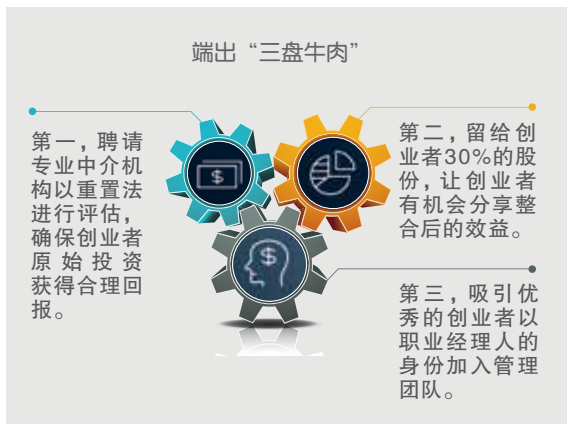 端出“三盘牛肉”
第一，聘请
专业中介机
构以重置法
进行评估，
确保创业者
原始投资
获得合理回
报。
第二，留给创
业者30%的股
份，让创业者
有机会分享整
合后的效益。
第三，吸引优
秀的创业者以
职业经理人的
身份加入管理
团队。
$
$